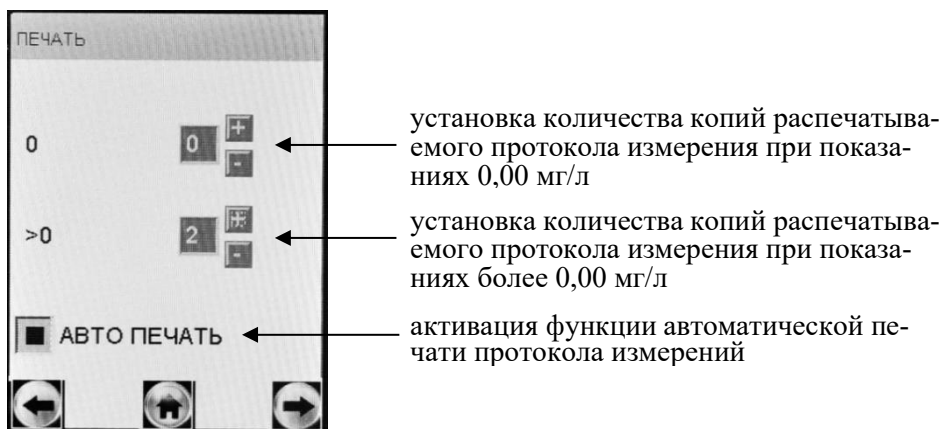 ПЕЧАТЬ
0
0
+
-
установка количества копий распечатыва-
емого протокола измерения при показа-
ниях 0,00 мг/л
>0
2
+
-
установка количества копий распечатыва-
емого протокола измерения при показа-
ниях более 0,00 мг/л
АВТО ПЕЧАТЬ
активация функции автоматической пе-
чати протокола измерений